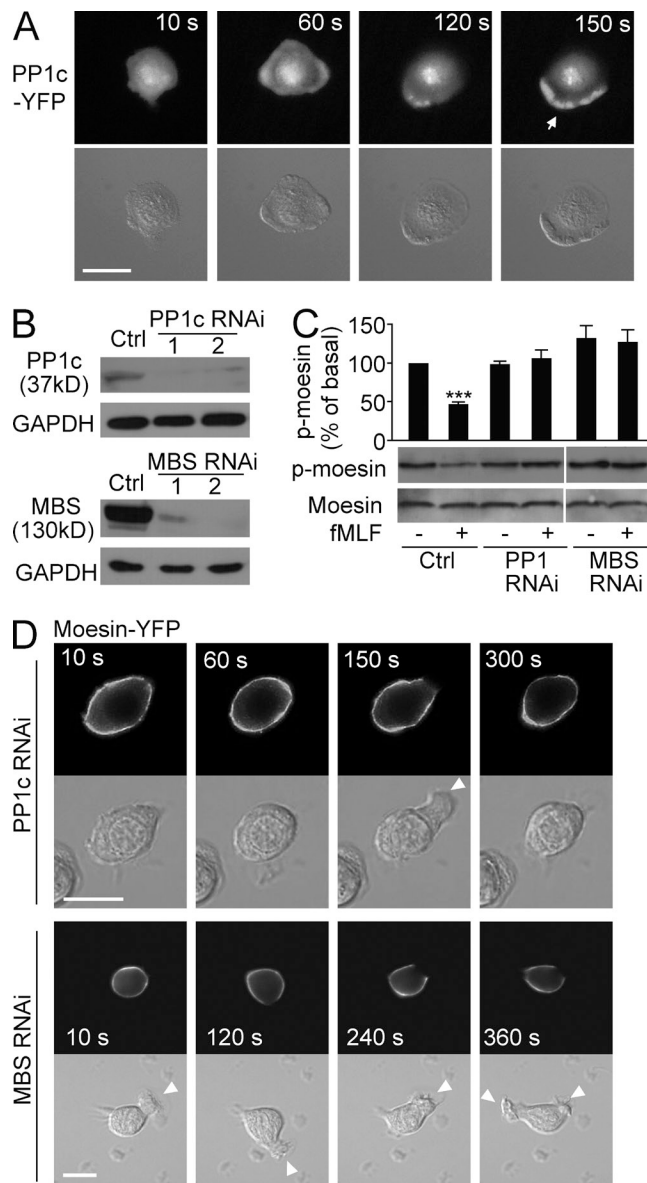 A
10 s
60 s
120 s
150 s
PP1c
-YFP
B
Ctrl
PP1c RNAi
1 2
PP1c
(37kD)
GAPDH
Ctrl
MBS RNAi
1 2
MBS
(130kD)
GAPDH
C
p-moesin
(% of basal)
150
100
50
0
***
p-moesin
Moesin
fMLF - + - + - +
Ctrl PP1 MBS
RNAi RNAi
D
Moesin-YFP
PP1c RNAi
10 s
60 s
150 s
300 s
MBS RNAi
10 s
120 s
240 s
360 s